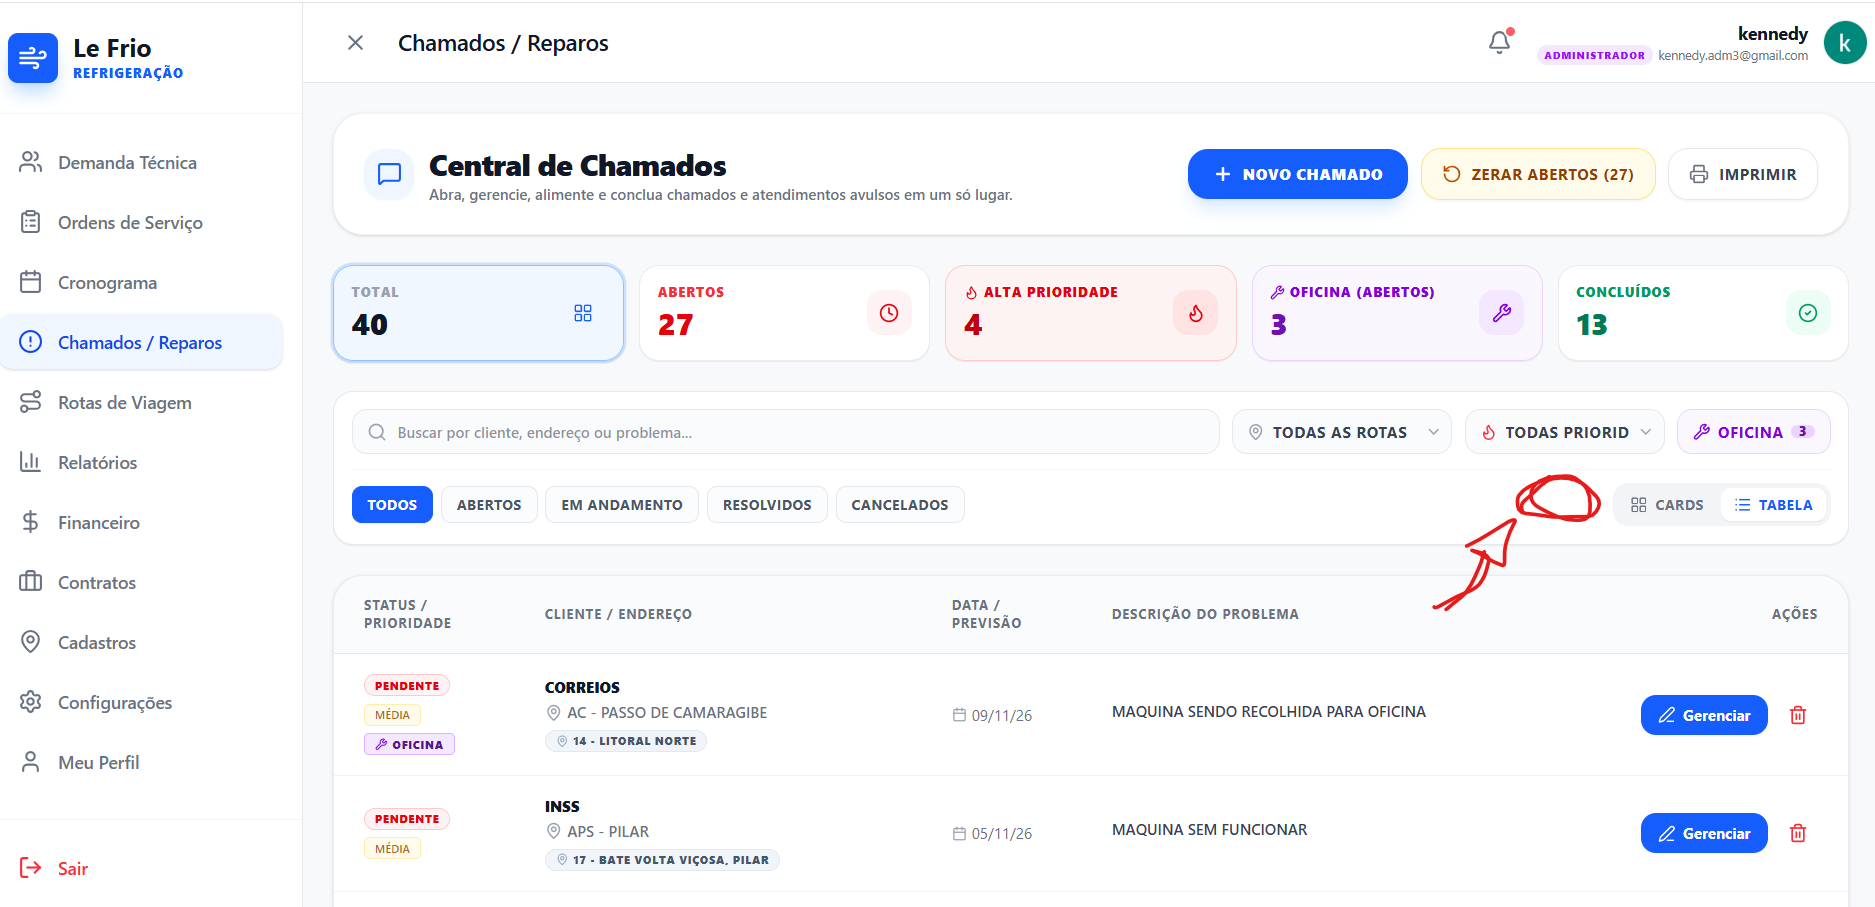 Le Frio
REFRIGERAÇÃO
Demanda Técnica
Ordens de Serviço
Cronograma
Chamados / Reparos
Rotas de Viagem
Relatórios
Financeiro
Contratos
Cadastros
Configurações
Meu Perfil
Sair
Chamados / Reparos
kennedy
ADMINISTRADOR kennedy.adm3@gmail.com
k
Central de Chamados
Abra, gerencie, alimente e conclua chamados e atendimentos avulsos em um só lugar.
+ NOVO CHAMADO
ZERAR ABERTOS (27)
IMPRIMIR
TOTAL
40
ABERTOS
27
ALTA PRIORIDADE
4
OFICINA (ABERTOS)
3
CONCLUÍDOS
13
Buscar por cliente, endereço ou problema...
TODAS AS ROTAS
TODAS PRIORID
OFICINA 3
TODOS
ABERTOS
EM ANDAMENTO
RESOLVIDOS
CANCELADOS
CARDS
TABELA
STATUS /
PRIORIDADE
CLIENTE / ENDEREÇO
DATA /
PREVISÃO
DESCRIÇÃO DO PROBLEMA
AÇÕES
PENDENTE
MÉDIA
OFICINA
CORREIOS
AC - PASSO DE CAMARAGIBE
14 - LITORAL NORTE
09/11/26
MAQUINA SENDO RECOLHIDA PARA OFICINA
Gerenciar
PENDENTE
MÉDIA
INSS
APS - PILAR
17 - BATE VOLTA VIÇOSA, PILAR
05/11/26
MAQUINA SEM FUNCIONAR
Gerenciar